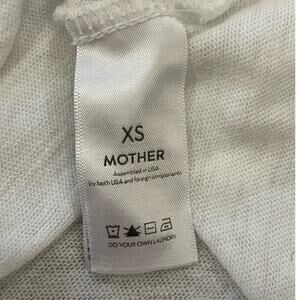 XS
MOTHER
Assembled in USA
by both USA and foreign components
DO YOUR OWN LAUNDRY